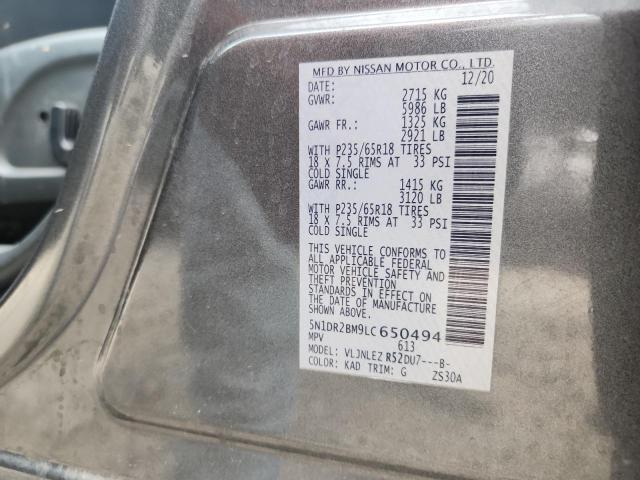 MFD BY NISSAN MOTOR CO., LTD.
DATE: 12/20
GVWR: 2715 KG
5986 LB
GAWR FR.: 1325 KG
2921 LB
WITH P235/65R18 TIRES
18 X 7.5 RIMS AT 33 PSI
COLD SINGLE
GAWR RR.: 1415 KG
3120 LB
WITH P235/65R18 TIRES
18 X 7.5 RIMS AT 33 PSI
COLD SINGLE
THIS VEHICLE CONFORMS TO
ALL APPLICABLE FEDERAL
MOTOR VEHICLE SAFETY AND
THEFT PREVENTION
STANDARDS IN EFFECT ON
THE DATE OF MANUFACTURE
SHOWN ABOVE.
5N1DR2BM9LC650494
MPV 613
MODEL: VLJNLEZ R52DU7---B-
COLOR: KAD TRIM: G ZS30A